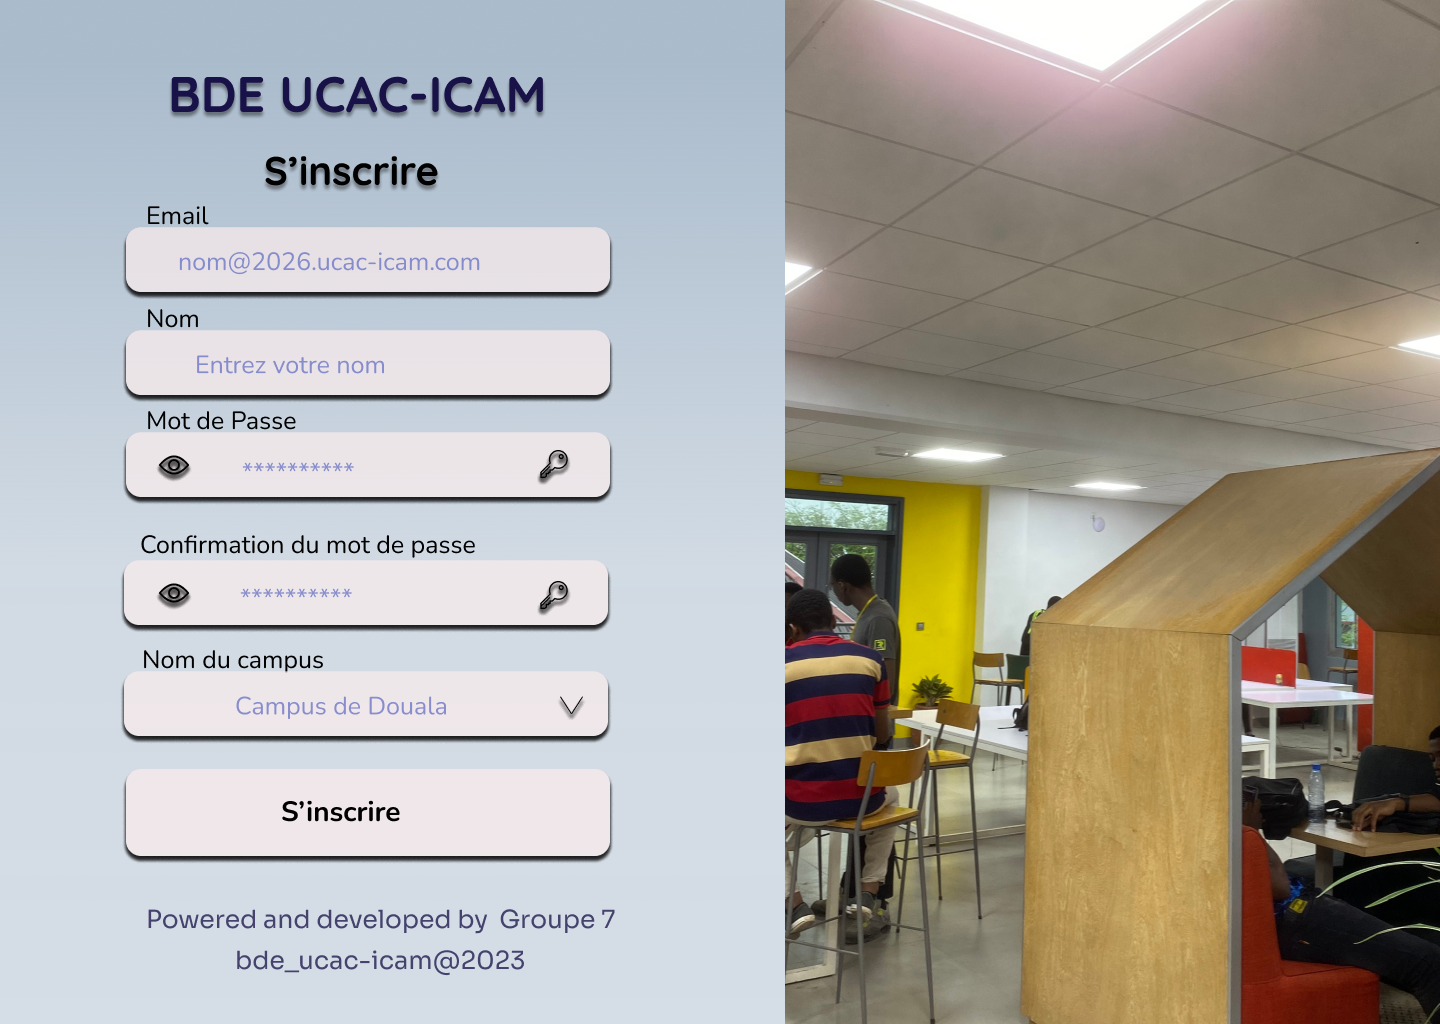 BDE UCAC-ICAM
S’inscrire
Email
nom@2026.ucac-icam.com
Nom
Entrez votre nom
Mot de Passe
**********
Confirmation du mot de passe
**********
Nom du campus
Campus de Douala
S’inscrire
Powered and developed by Groupe 7
bde_ucac-icam@2023